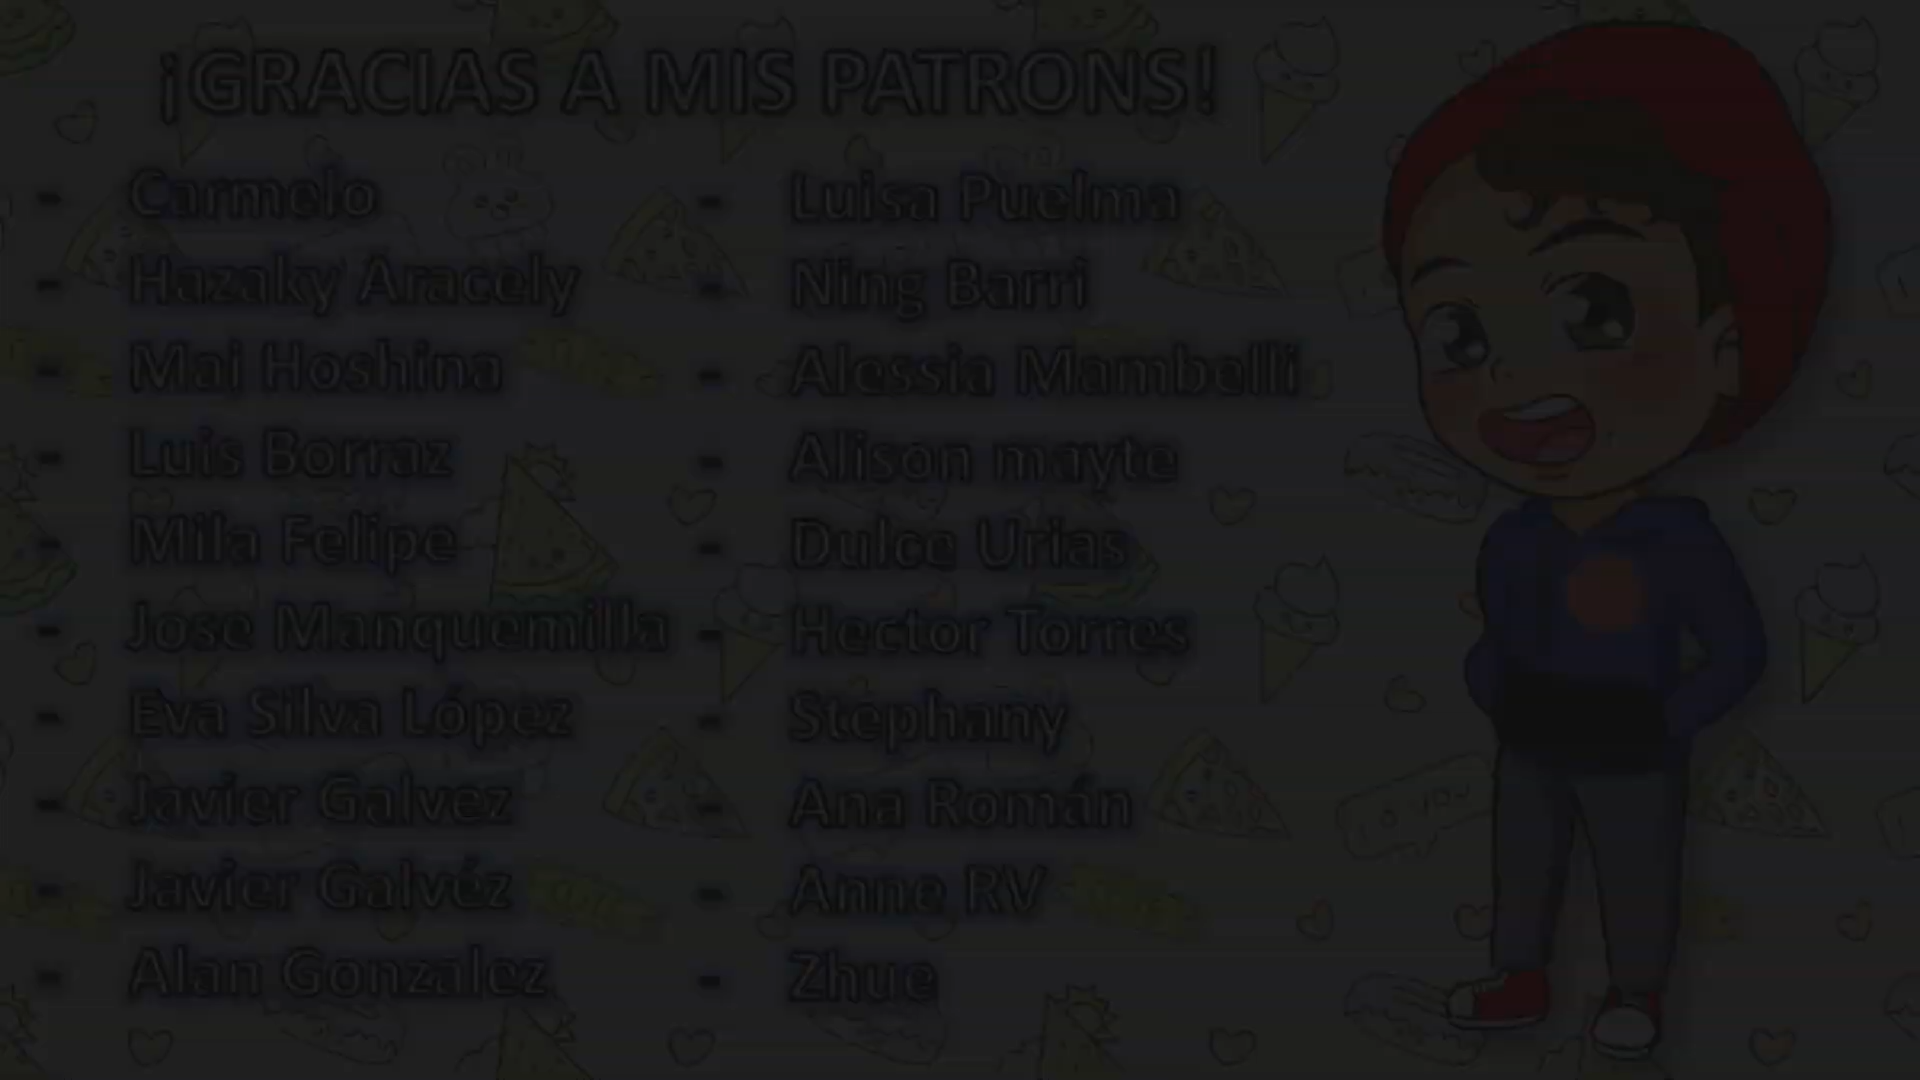 ¡GRACIAS A MIS PATRONS!
- Carmelo
- Hazaky Aracely
- Mai Hoshina
- Luis Borraz
- Mila Felipe
- Jose Manquemilla
- Eva Silva López
- Javier Galvez
- Javier Galvéz
- Alan Gonzalez
- Luisa Puelma
- Ning Barri
- Alessia Mambelli
- Alison mayte
- Dulce Urias
- Hector Torres
- Stephany
- Ana Román
- Anne RV
- Zhue